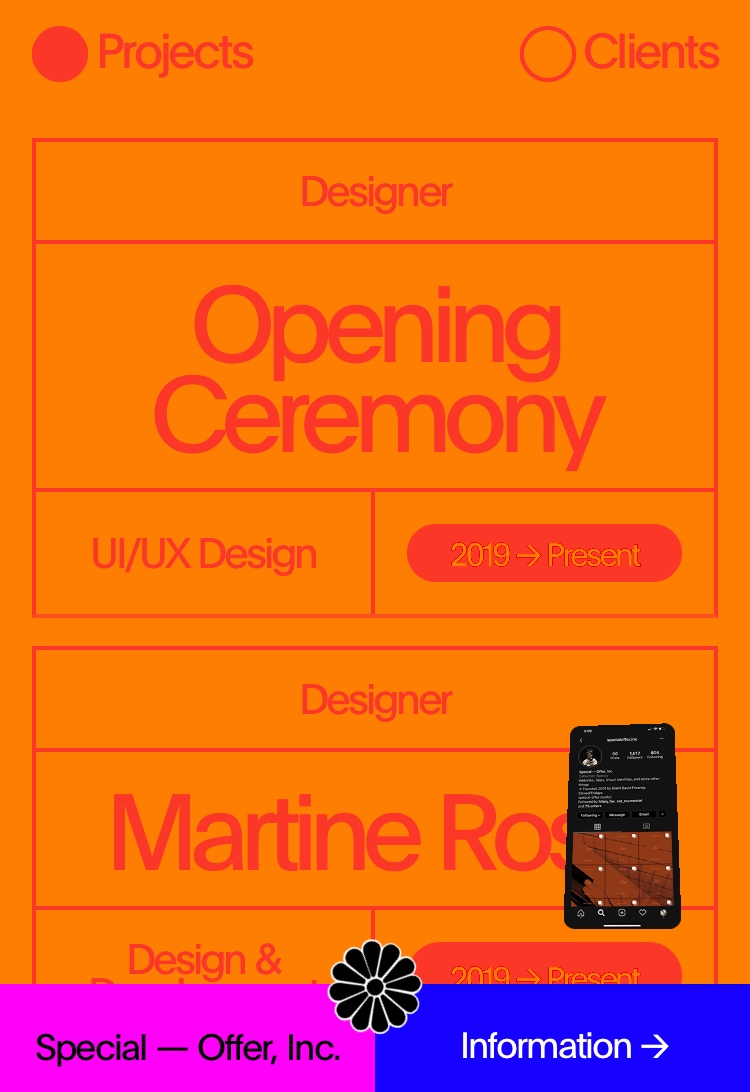 Projects
Clients
Designer
Opening
Ceremony
UI/UX Design
2019 → Present
Designer
Martine Ros
Design &
2019 → Present
Special — Offer, Inc.
Information →